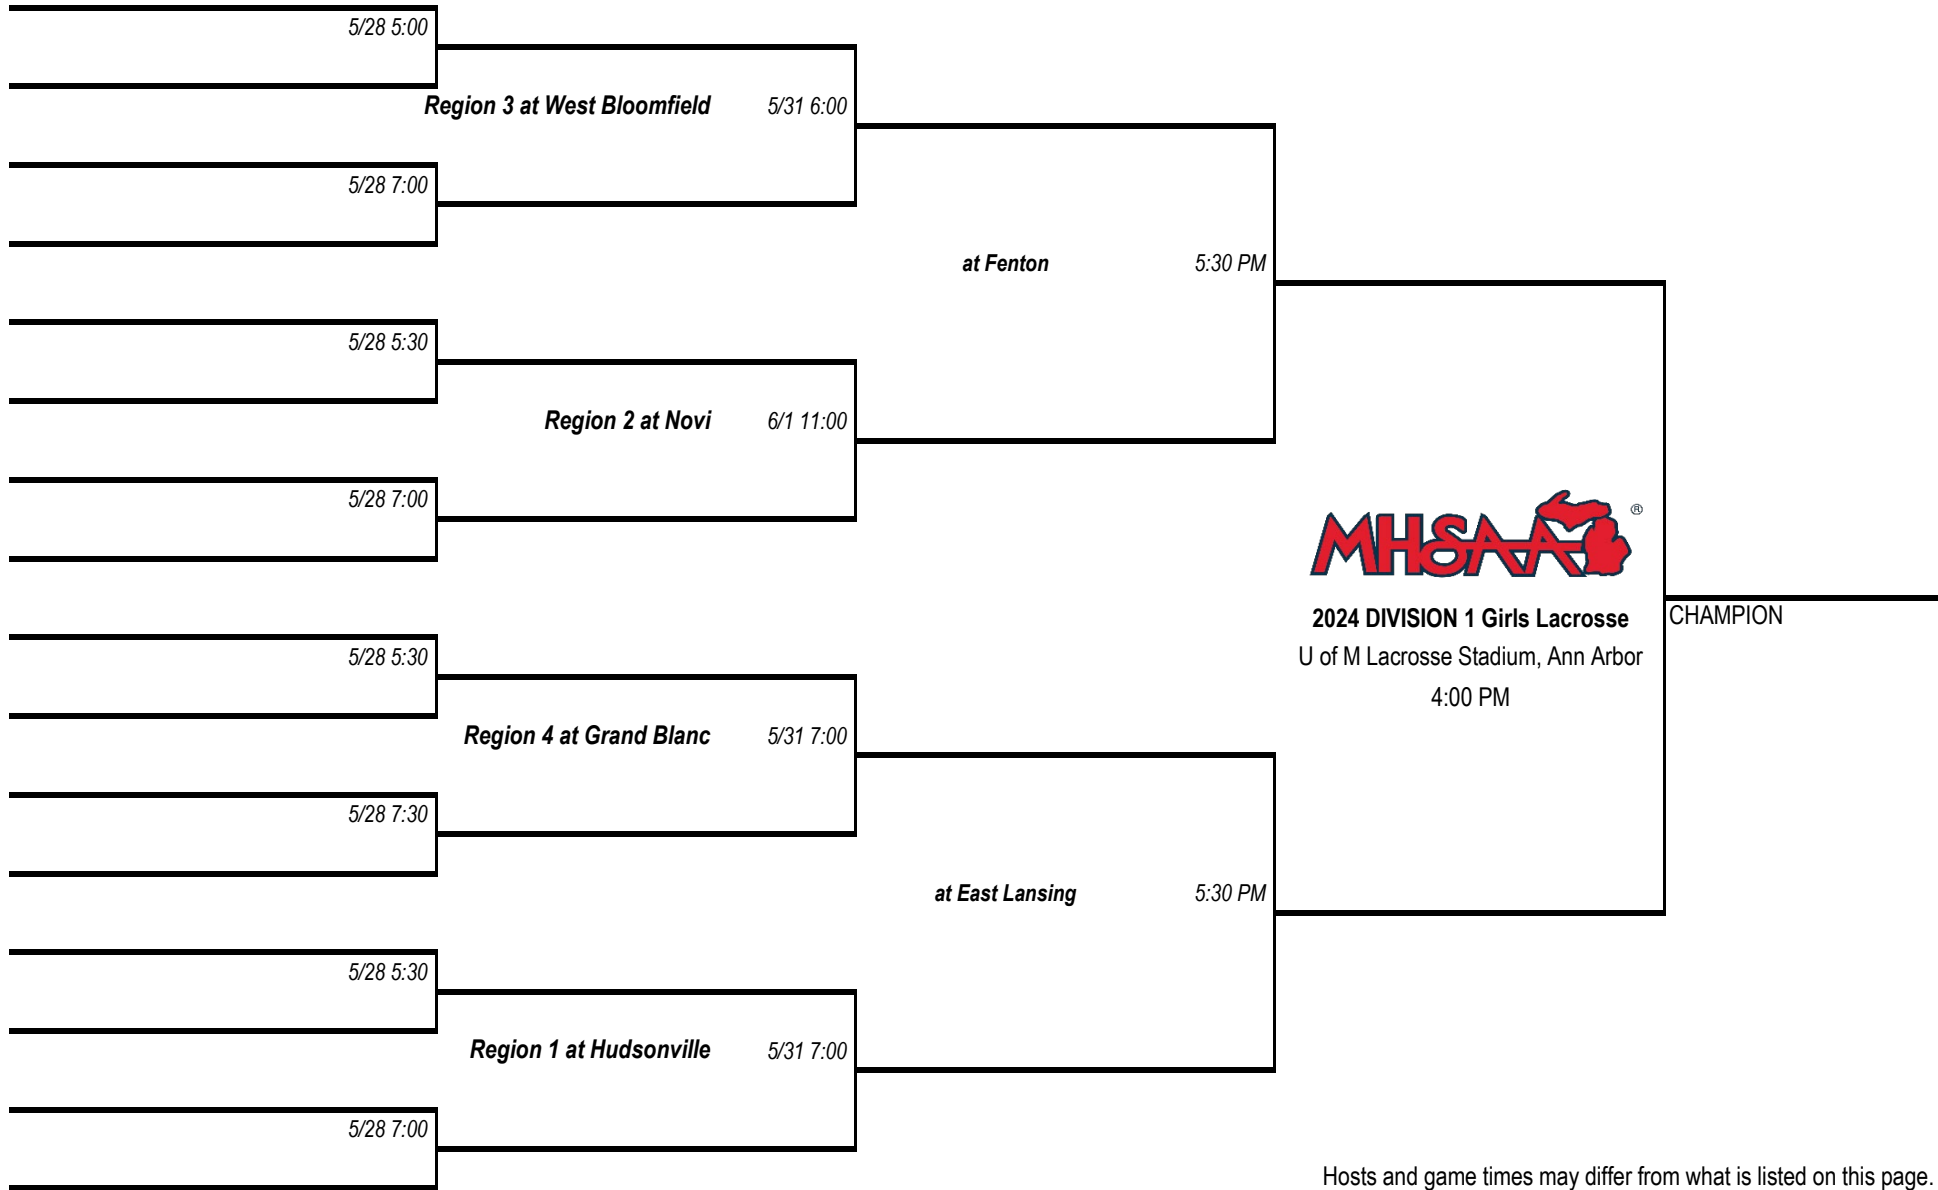 5/28 5:00
Region 3 at West Bloomfield 5/31 6:00
5/28 7:00
at Fenton 5:30 PM
5/28 5:30
Region 2 at Novi 6/1 11:00
5/28 7:00
MHSAA ®
2024 DIVISION 1 Girls Lacrosse
CHAMPION
U of M Lacrosse Stadium, Ann Arbor
4:00 PM
5/28 5:30
Region 4 at Grand Blanc 5/31 7:00
5/28 7:30
at East Lansing 5:30 PM
5/28 5:30
Region 1 at Hudsonville 5/31 7:00
5/28 7:00
Hosts and game times may differ from what is listed on this page.